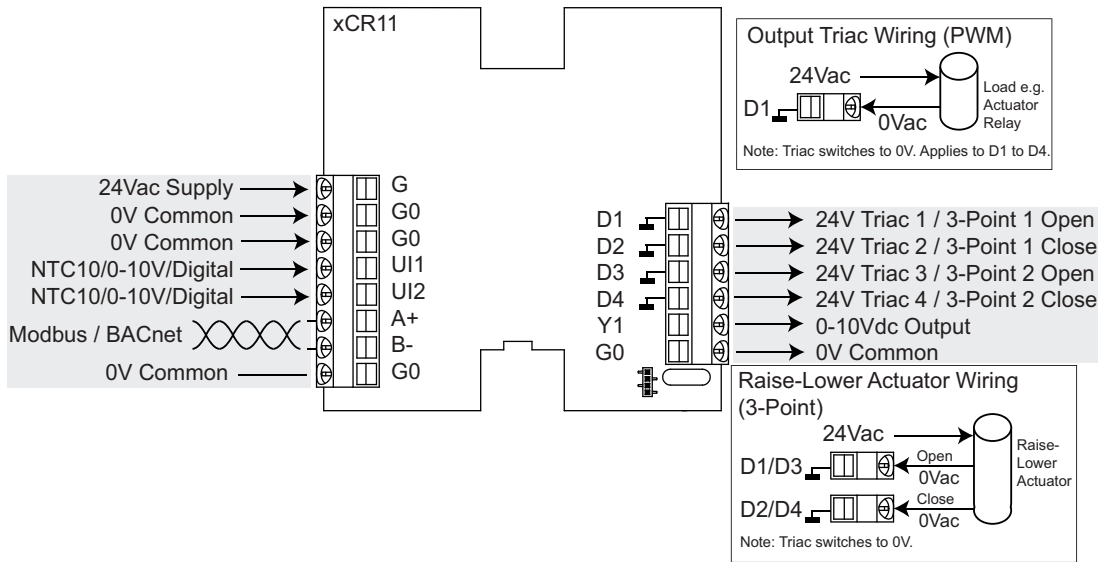 xCR11
Output Triac Wiring (PWM)
24Vac
D1
0Vac
Load e.g.
Actuator
Relay
Note: Triac switches to 0V. Applies to D1 to D4.
24Vac Supply
G
0V Common
G0
0V Common
G0
NTC10/0-10V/Digital
UI1
NTC10/0-10V/Digital
UI2
Modbus / BACnet
A+
B-
0V Common
G0
D1
24V Triac 1 / 3-Point 1 Open
D2
24V Triac 2 / 3-Point 1 Close
D3
24V Triac 3 / 3-Point 2 Open
D4
24V Triac 4 / 3-Point 2 Close
Y1
0-10Vdc Output
G0
0V Common
Raise-Lower Actuator Wiring
(3-Point)
24Vac
D1/D3
Open
0Vac
D2/D4
Close
0Vac
Raise-
Lower
Actuator
Note: Triac switches to 0V.